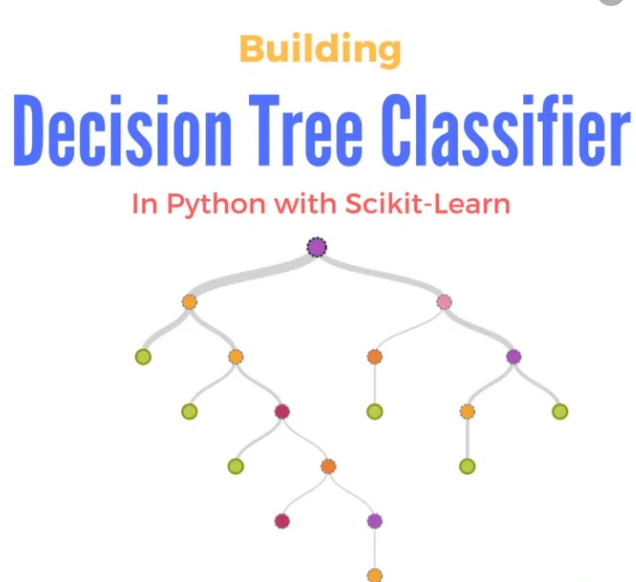 Building
Decision Tree Classifier
In Python with Scikit-Learn